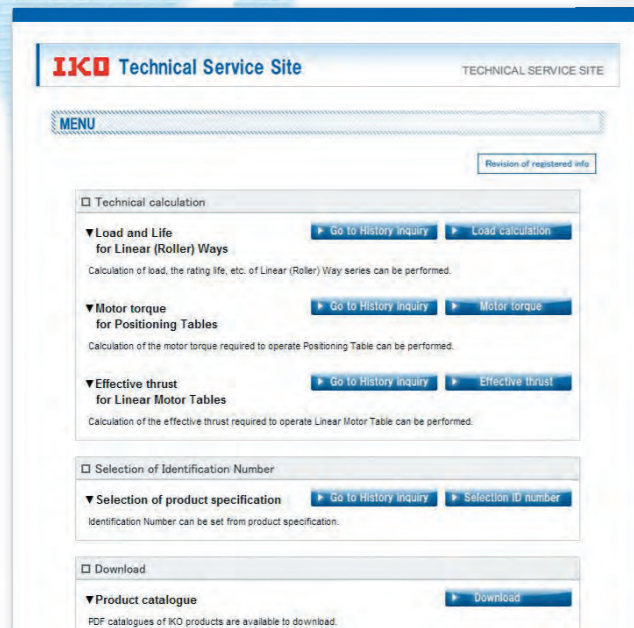 IKO Technical Service Site
TECHNICAL SERVICE SITE
MENU
Revision of registered info
Technical calculation
▼Load and Life
for Linear (Roller) Ways
Go to History inquiry
Load calculation
Calculation of load, the rating life, etc. of Linear (Roller) Way series can be performed.
▼Motor torque
for Positioning Tables
Go to History inquiry
Motor torque
Calculation of the motor torque required to operate Positioning Table can be performed.
▼Effective thrust
for Linear Motor Tables
Go to History inquiry
Effective thrust
Calculation of the effective thrust required to operate Linear Motor Table can be performed.
Selection of Identification Number
▼Selection of product specification
Go to History inquiry
Selection ID number
Identification Number can be set from product specification.
Download
▼Product catalogue
Download
PDF catalogues of IKO products are available to download.